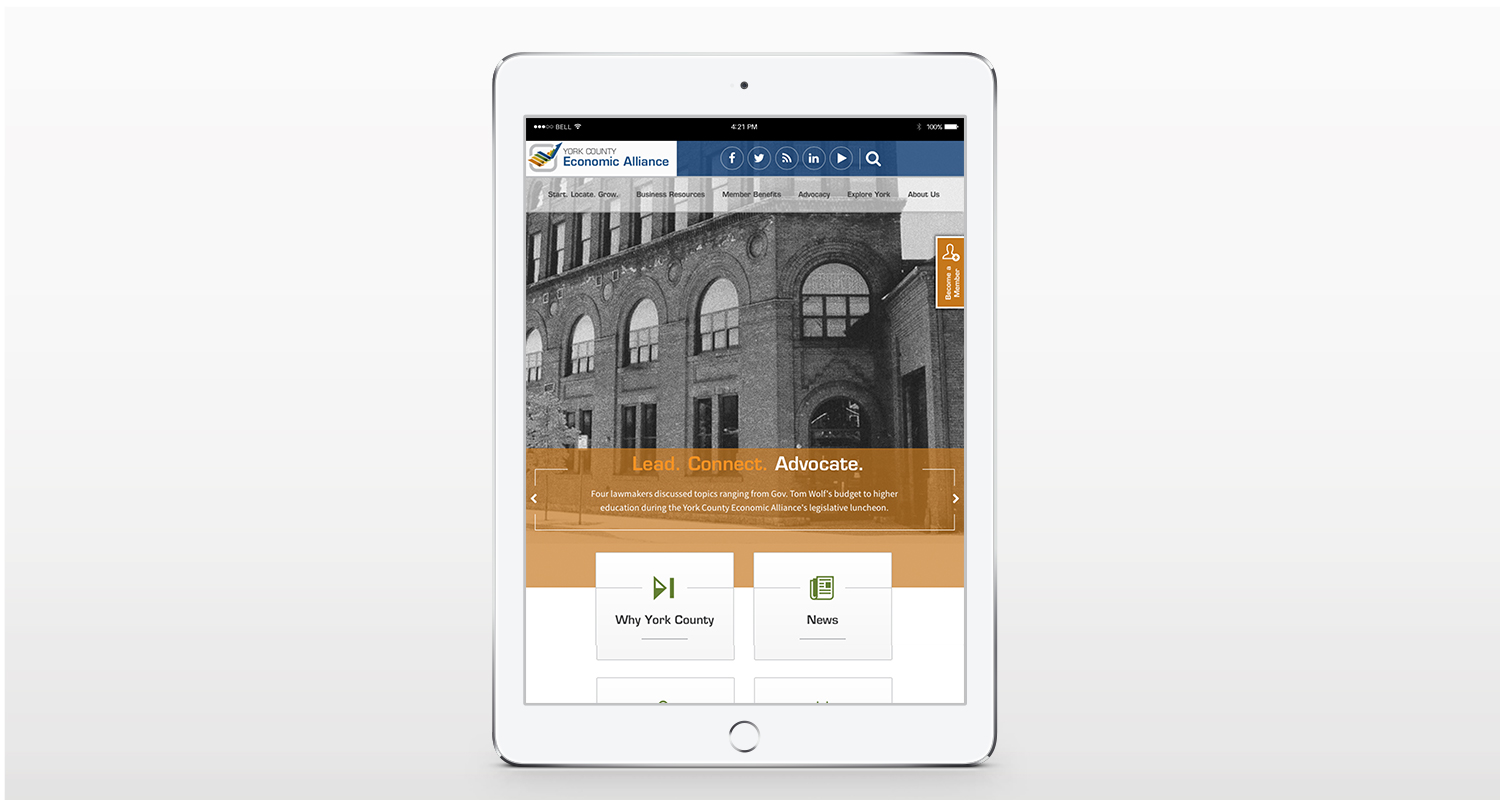 BELL 4:21 PM 100%
YORK COUNTY
Economic Alliance
Start. Locate. Grow. Business Resources Member Benefits Advocacy Explore York About Us
Become a
Member
Lead. Connect. Advocate.
Four lawmakers discussed topics ranging from Gov. Tom Wolf's budget to higher
education during the York County Economic Alliance's legislative luncheon.
Why York County News